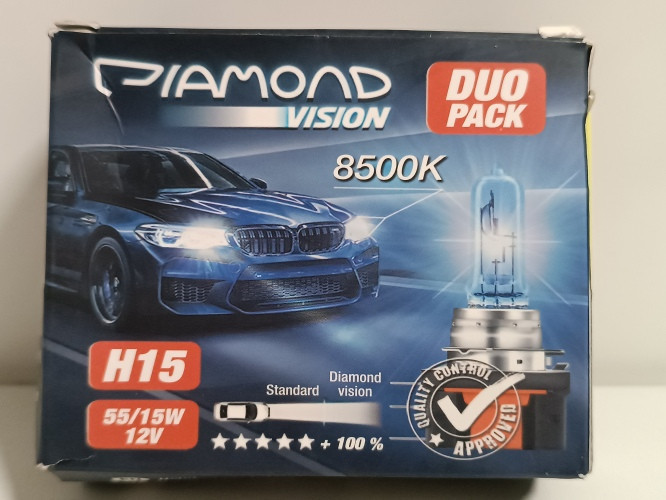 DIAMOND
VISION
DUO
PACK
8500K
H15
55/15W
12V
Standard
Diamond
vision
+ 100 %
QUALITY CONTROL
APPROVED